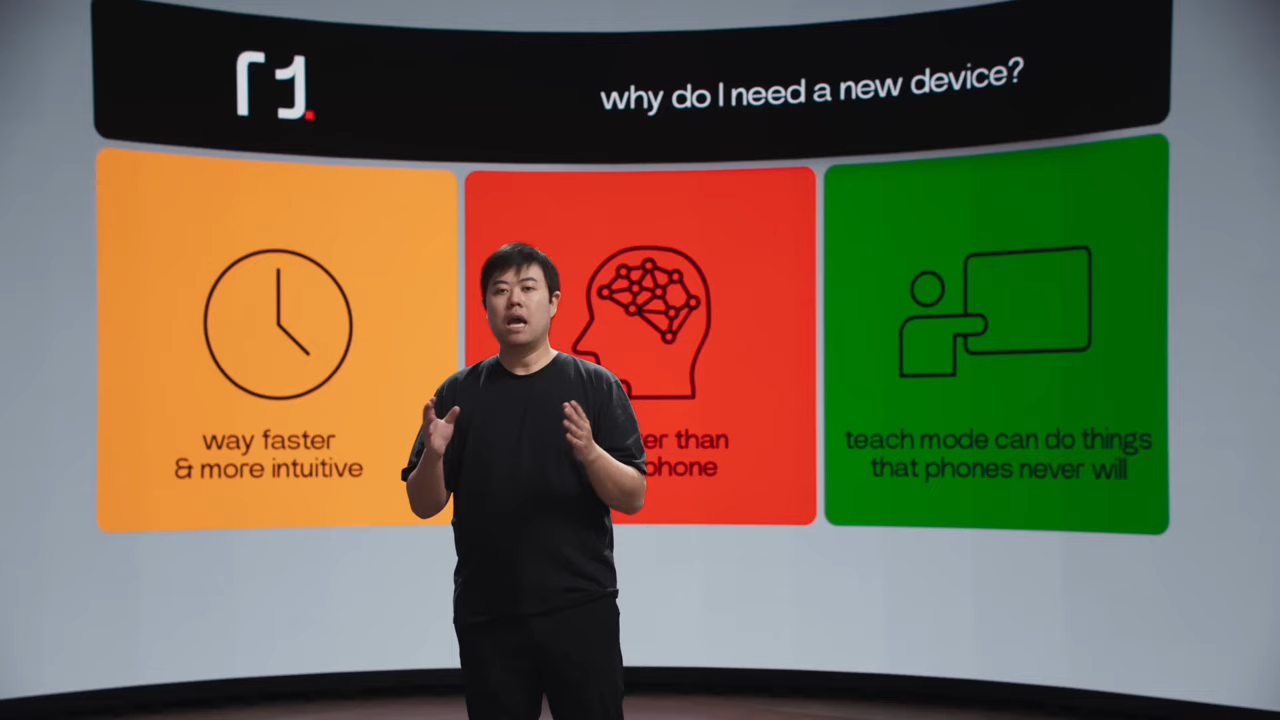 r1.
why do I need a new device?
way faster
& more intuitive
than
phone
teach mode can do things
that phones never will